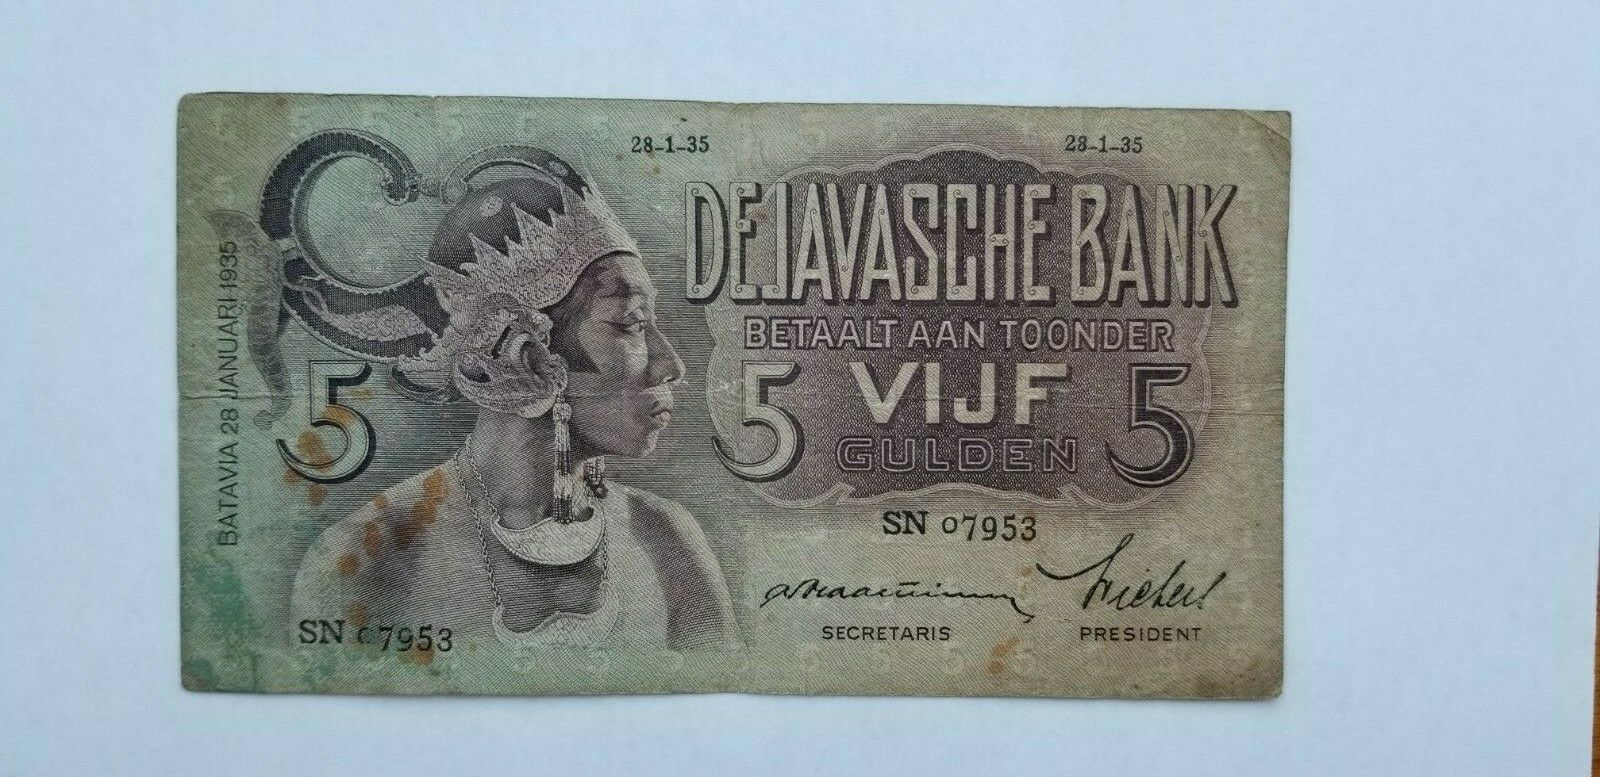 28-1-35
28-1-35
DE JAVASCHE BANK
BETAALT AAN TOONDER
5
5 VIJF 5
GULDEN
BATAVIA 28 JANUARI 1935
SN 07953
SN 07953
SECRETARIS
PRESIDENT